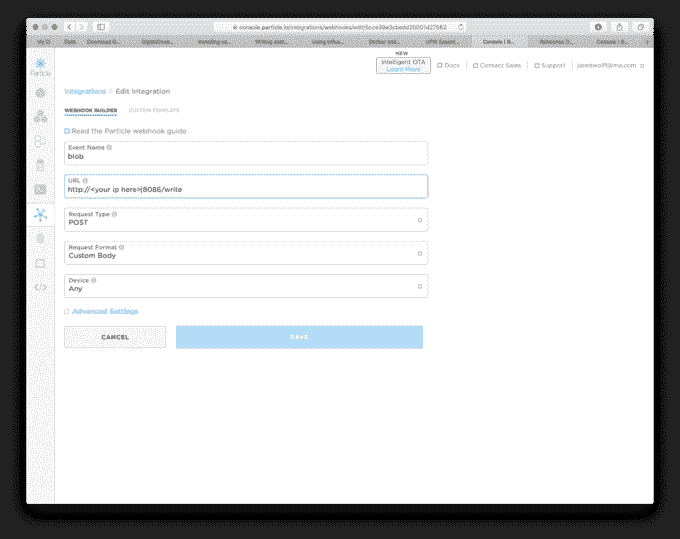 console.particle.io/integrations/webhooks/edit/
Console | B...
Console | B...
NEW
Intelligent OTA
Learn More
Docs
Contact Sales
Support
jaredwolff@me.com
Particle
Integrations
Edit Integration
WEBHOOK BUILDER
CUSTOM TEMPLATE
Read the Particle webhook guide
Event Name
blob
URL
http://<your ip here>:8086/write
Request Type
POST
Request Format
Custom Body
Device
Any
Advanced Settings
CANCEL
SAVE